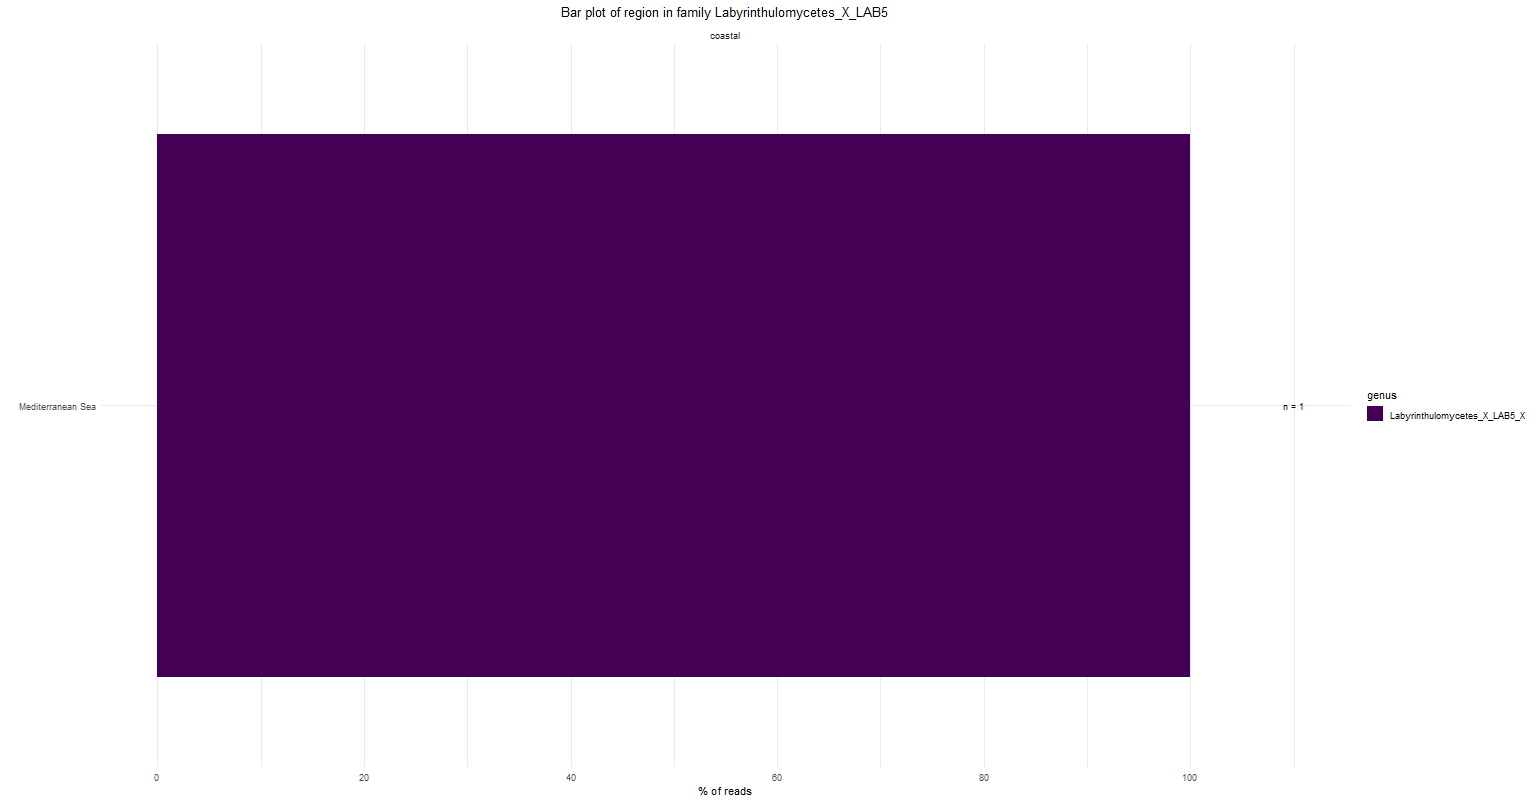 Bar plot of region in family Labyrinthulomycetes_X_LAB5
coastal
Mediterranean Sea
n = 1
genus
Labyrinthulomycetes_X_LAB5_X
0 20 40 60 80 100
% of reads